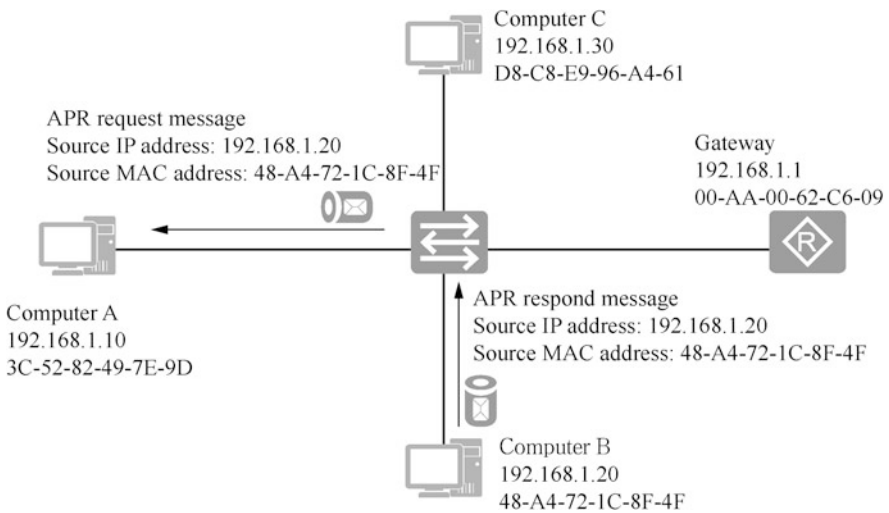 Computer C
192.168.1.30
D8-C8-E9-96-A4-61
APR request message
Source IP address: 192.168.1.20
Source MAC address: 48-A4-72-1C-8F-4F
Gateway
192.168.1.1
00-AA-00-62-C6-09
R
Computer A
192.168.1.10
3C-52-82-49-7E-9D
APR respond message
Source IP address: 192.168.1.20
Source MAC address: 48-A4-72-1C-8F-4F
Computer B
192.168.1.20
48-A4-72-1C-8F-4F